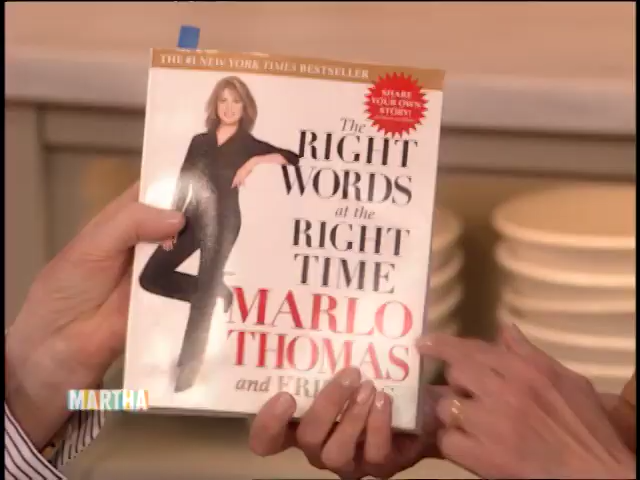 THE #1 NEW YORK TIMES BESTSELLER
SHARE
YOUR OWN
STORY!
The
RIGHT
WORDS
at the
RIGHT
TIME
MARLO
THOMAS
and
MARTHA